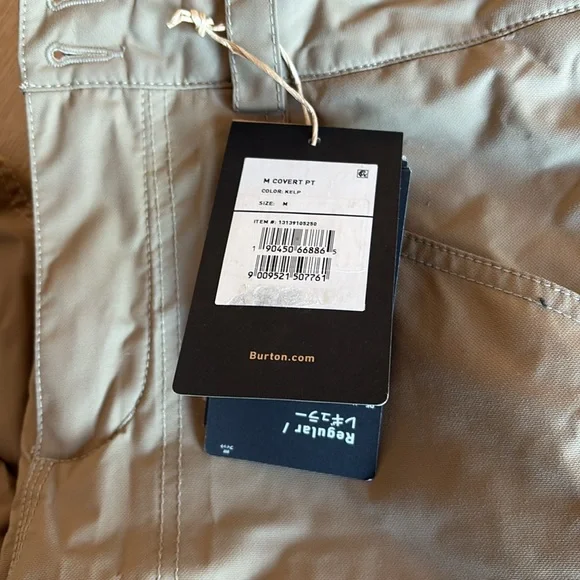 M COVERT PT
COLOR: KELP
SIZE: M
ITEM #: 13139105250
1 90450 66886 5
9 009521 507761
Burton.com
Regular /
レギュラー